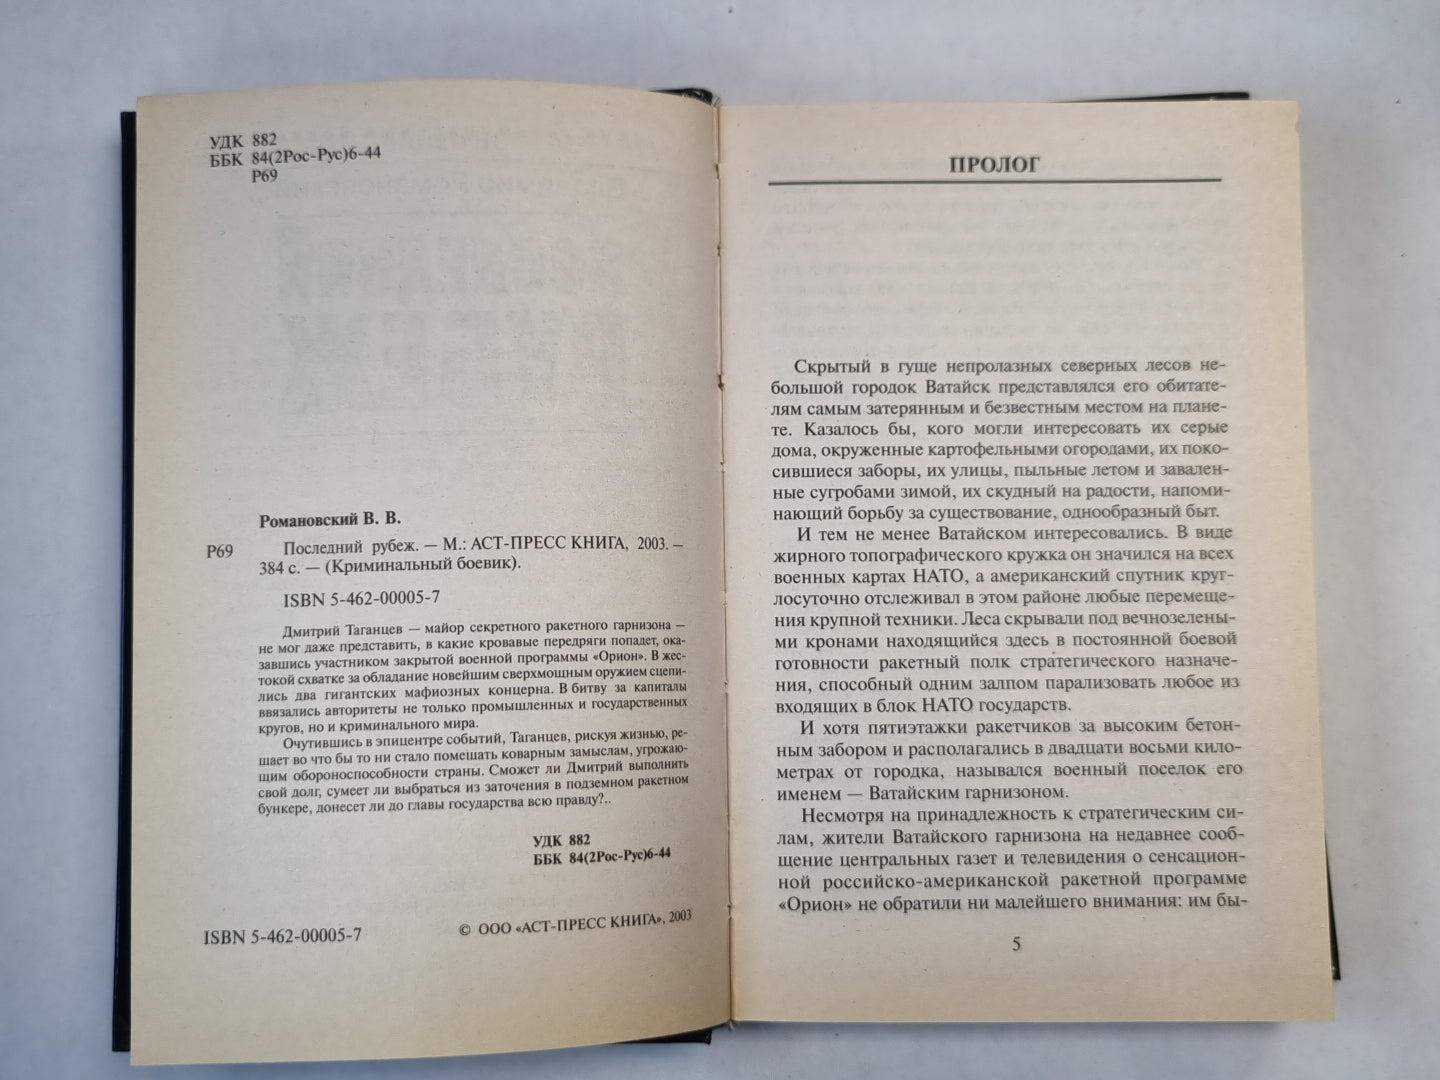 УДК 882
ББК 84(2Рос-Рус)6-44
Р69
Романовский В. В.
Р69 Последний рубеж. — М.: АСТ-ПРЕСС КНИГА, 2003. –
384 с. — (Криминальный боевик).
ISBN 5-462-00005-7
Дмитрий Таганцев — майор секретного ракетного гарнизона —
не мог даже представить, в какие кровавые передряги попадет, ока-
завшись участником закрытой военной программы «Орион». В жес-
токой схватке за обладание новейшим сверхмощным оружием сцепи-
лись два гигантских мафиозных концерна. В битву за капиталы
ввязались авторитеты не только промышленных и государственных
кругов, но и криминального мира.
Очутившись в эпицентре событий, Таганцев, рискуя жизнью, ре-
шает во что бы то ни стало помешать коварным замыслам, угрожаю-
щим обороноспособности страны. Сможет ли Дмитрий выполнить
свой долг, сумеет ли выбраться из заточения в подземном ракетном
бункере, донесет ли до главы государства всю правду?..
УДК 882
ББК 84(2Рос-Рус)6-44
ISBN 5-462-00005-7
© ООО «АСТ-ПРЕСС КНИГА», 2003
ПРОЛОГ
Скрытый в гуще непролазных северных лесов не-
большой городок Ватайск представлялся его обитате-
лям самым затерянным и безвестным местом на плане-
те. Казалось бы, кого могли интересовать их серые
дома, окруженные картофельными огородами, их поко-
сившиеся заборы, их улицы, пыльные летом и завален-
ные сугробами зимой, их скудный на радости, напоми-
нающий борьбу за существование, однообразный быт.
И тем не менее Ватайском интересовались. В виде
жирного топографического кружка он значился на всех
военных картах НАТО, а американский спутник круг-
лосуточно отслеживал в этом районе любые перемеще-
ния крупной техники. Леса скрывали под вечнозелены-
ми кронами находящийся здесь в постоянной боевой
готовности ракетный полк стратегического назначе-
ния, способный одним залпом парализовать любое из
входящих в блок НАТО государств.
И хотя пятиэтажки ракетчиков за высоким бетон-
ным забором и располагались в двадцати восьми кило-
метрах от городка, назывался военный поселок его
именем — Ватайским гарнизоном.
Несмотря на принадлежность к стратегическим си-
лам, жители Ватайского гарнизона на недавнее сооб-
щение центральных газет и телевидения о сенсацион-
ной российско-американской ракетной программе
«Орион» не обратили ни малейшего внимания: им бы-
5